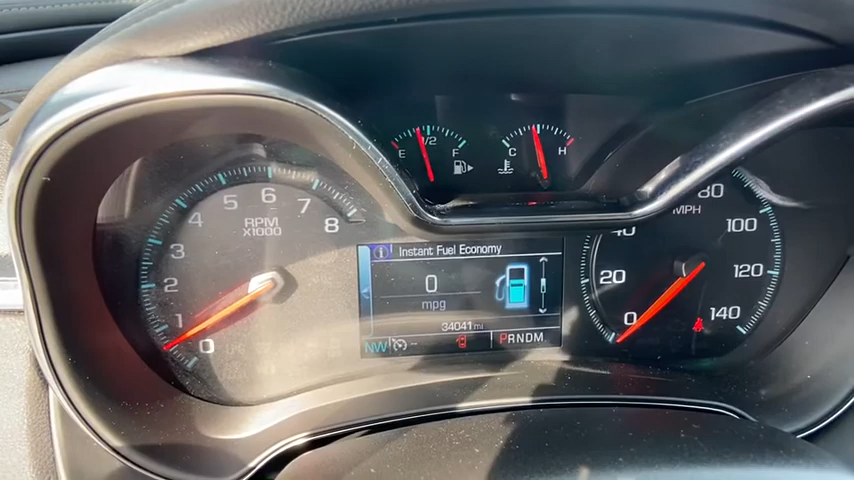 E 1/2 F
C H
0 1 2 3 4 5 6 7 8
RPM
X1000
i Instant Fuel Economy
0
mpg
34041 mi
NW
PRNDM
0 20 40 80 100 120 140
MPH